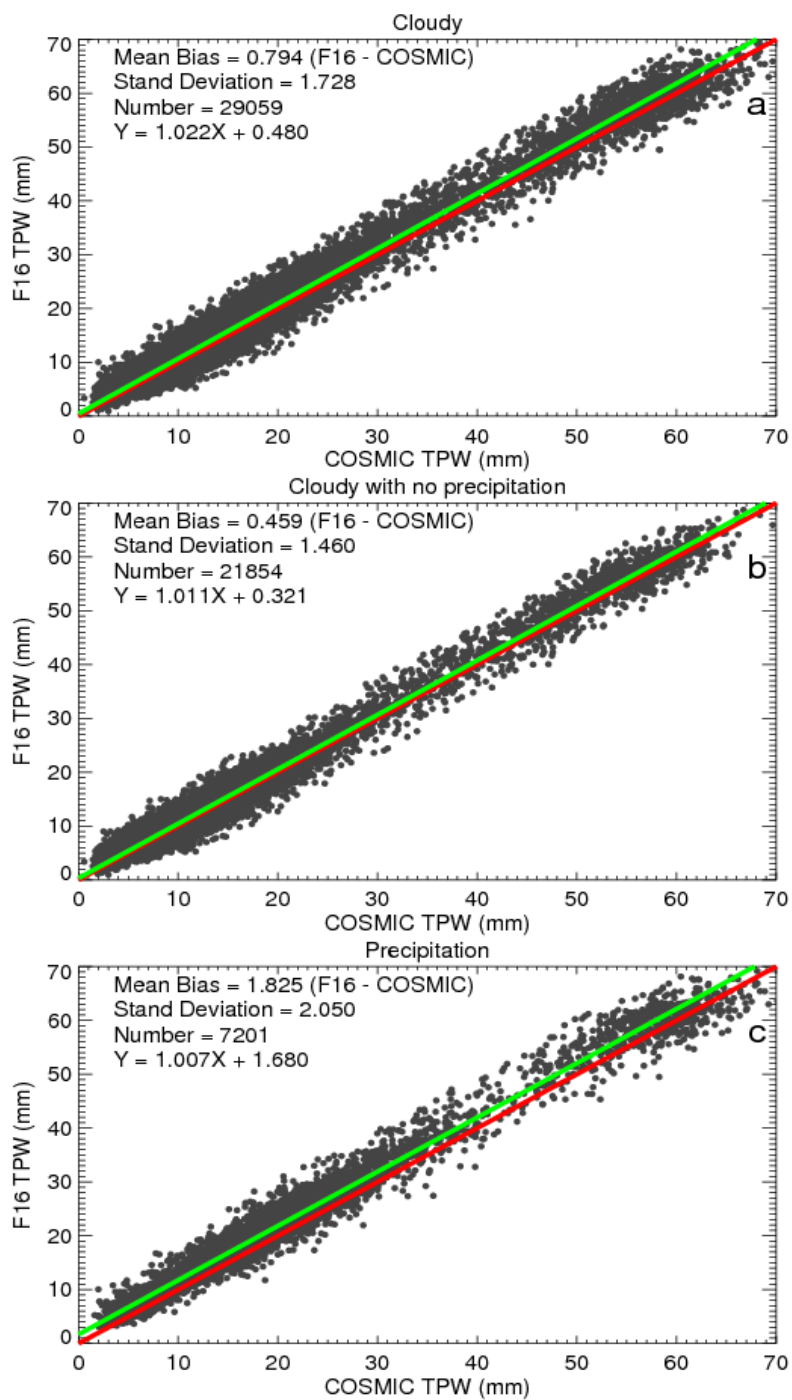 Cloudy
Mean Bias = 0.794 (F16 - COSMIC)
Stand Deviation = 1.728
Number = 29059
Y = 1.022X + 0.480
a
70
60
50
40
30
20
10
0
F16 TPW (mm)
0 10 20 30 40 50 60 70
COSMIC TPW (mm)
Cloudy with no precipitation
Mean Bias = 0.459 (F16 - COSMIC)
Stand Deviation = 1.460
Number = 21854
Y = 1.011X + 0.321
b
70
60
50
40
30
20
10
0
F16 TPW (mm)
0 10 20 30 40 50 60 70
COSMIC TPW (mm)
Precipitation
Mean Bias = 1.825 (F16 - COSMIC)
Stand Deviation = 2.050
Number = 7201
Y = 1.007X + 1.680
c
70
60
50
40
30
20
10
0
F16 TPW (mm)
0 10 20 30 40 50 60 70
COSMIC TPW (mm)